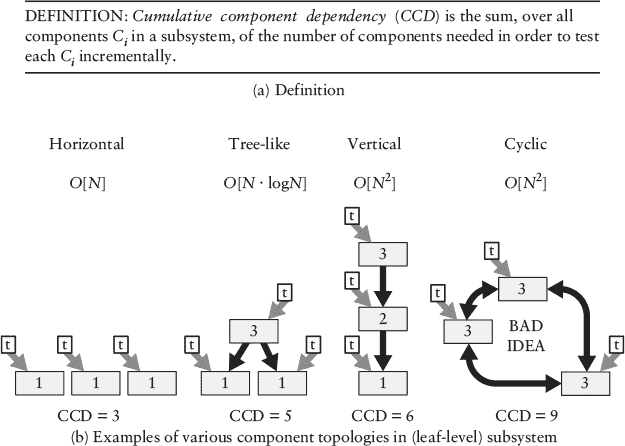 DEFINITION: Cumulative component dependency (CCD) is the sum, over all
components Ci in a subsystem, of the number of components needed in order to test
each Ci incrementally.
(a) Definition
Horizontal Tree-like Vertical Cyclic
O[N] O[N · logN] O[N²] O[N²]
t
3
t
t
3
t
2
t
3
t
3
BAD
IDEA
t
3
t
1
t
1
t
1
t
1
t
1
t
1
CCD = 3 CCD = 5 CCD = 6 CCD = 9
(b) Examples of various component topologies in (leaf-level) subsystem